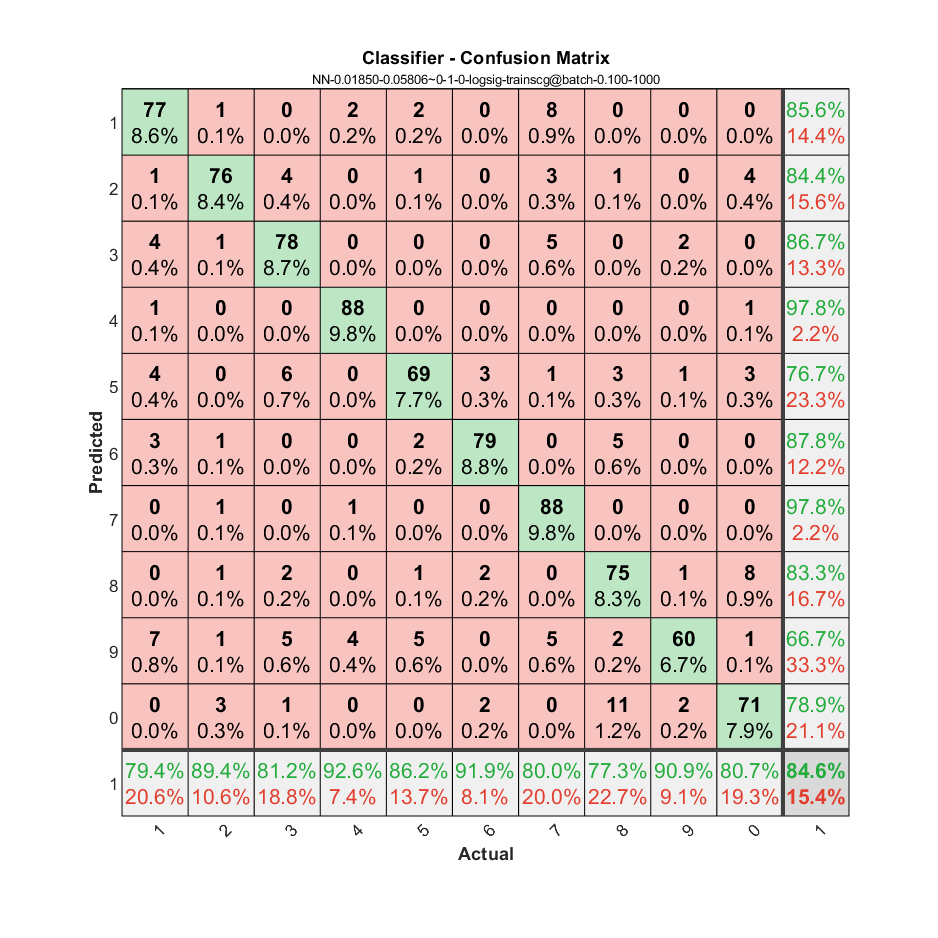 Classifier - Confusion Matrix
NN-0.01850-0.05806~0-1-0-logsig-trainscg@batch-0.100-1000
77 1 0 2 2 0 8 0 0 0 85.6%
1
8.6% 0.1% 0.0% 0.2% 0.2% 0.0% 0.9% 0.0% 0.0% 0.0% 14.4%
1 76 4 0 1 0 3 1 0 4 84.4%
2
0.1% 8.4% 0.4% 0.0% 0.1% 0.0% 0.3% 0.1% 0.0% 0.4% 15.6%
4 1 78 0 0 0 5 0 2 0 86.7%
3
0.4% 0.1% 8.7% 0.0% 0.0% 0.0% 0.6% 0.0% 0.2% 0.0% 13.3%
1 0 0 88 0 0 0 0 0 1 97.8%
4
0.1% 0.0% 0.0% 9.8% 0.0% 0.0% 0.0% 0.0% 0.0% 0.1% 2.2%
4 0 6 0 69 3 1 3 1 3 76.7%
5
0.4% 0.0% 0.7% 0.0% 7.7% 0.3% 0.1% 0.3% 0.1% 0.3% 23.3%
Predicted
3 1 0 0 2 79 0 5 0 0 87.8%
6
0.3% 0.1% 0.0% 0.0% 0.2% 8.8% 0.0% 0.6% 0.0% 0.0% 12.2%
0 1 0 1 0 0 88 0 0 0 97.8%
7
0.0% 0.1% 0.0% 0.1% 0.0% 0.0% 9.8% 0.0% 0.0% 0.0% 2.2%
0 1 2 0 1 2 0 75 1 8 83.3%
8
0.0% 0.1% 0.2% 0.0% 0.1% 0.2% 0.0% 8.3% 0.1% 0.9% 16.7%
7 1 5 4 5 0 5 2 60 1 66.7%
9
0.8% 0.1% 0.6% 0.4% 0.6% 0.0% 0.6% 0.2% 6.7% 0.1% 33.3%
0 3 1 0 0 2 0 11 2 71 78.9%
0
0.0% 0.3% 0.1% 0.0% 0.0% 0.2% 0.0% 1.2% 0.2% 7.9% 21.1%
79.4% 89.4% 81.2% 92.6% 86.2% 91.9% 80.0% 77.3% 90.9% 80.7% 84.6%
1
20.6% 10.6% 18.8% 7.4% 13.7% 8.1% 20.0% 22.7% 9.1% 19.3% 15.4%
1 2 3 4 5 6 7 8 9 0 1
Actual